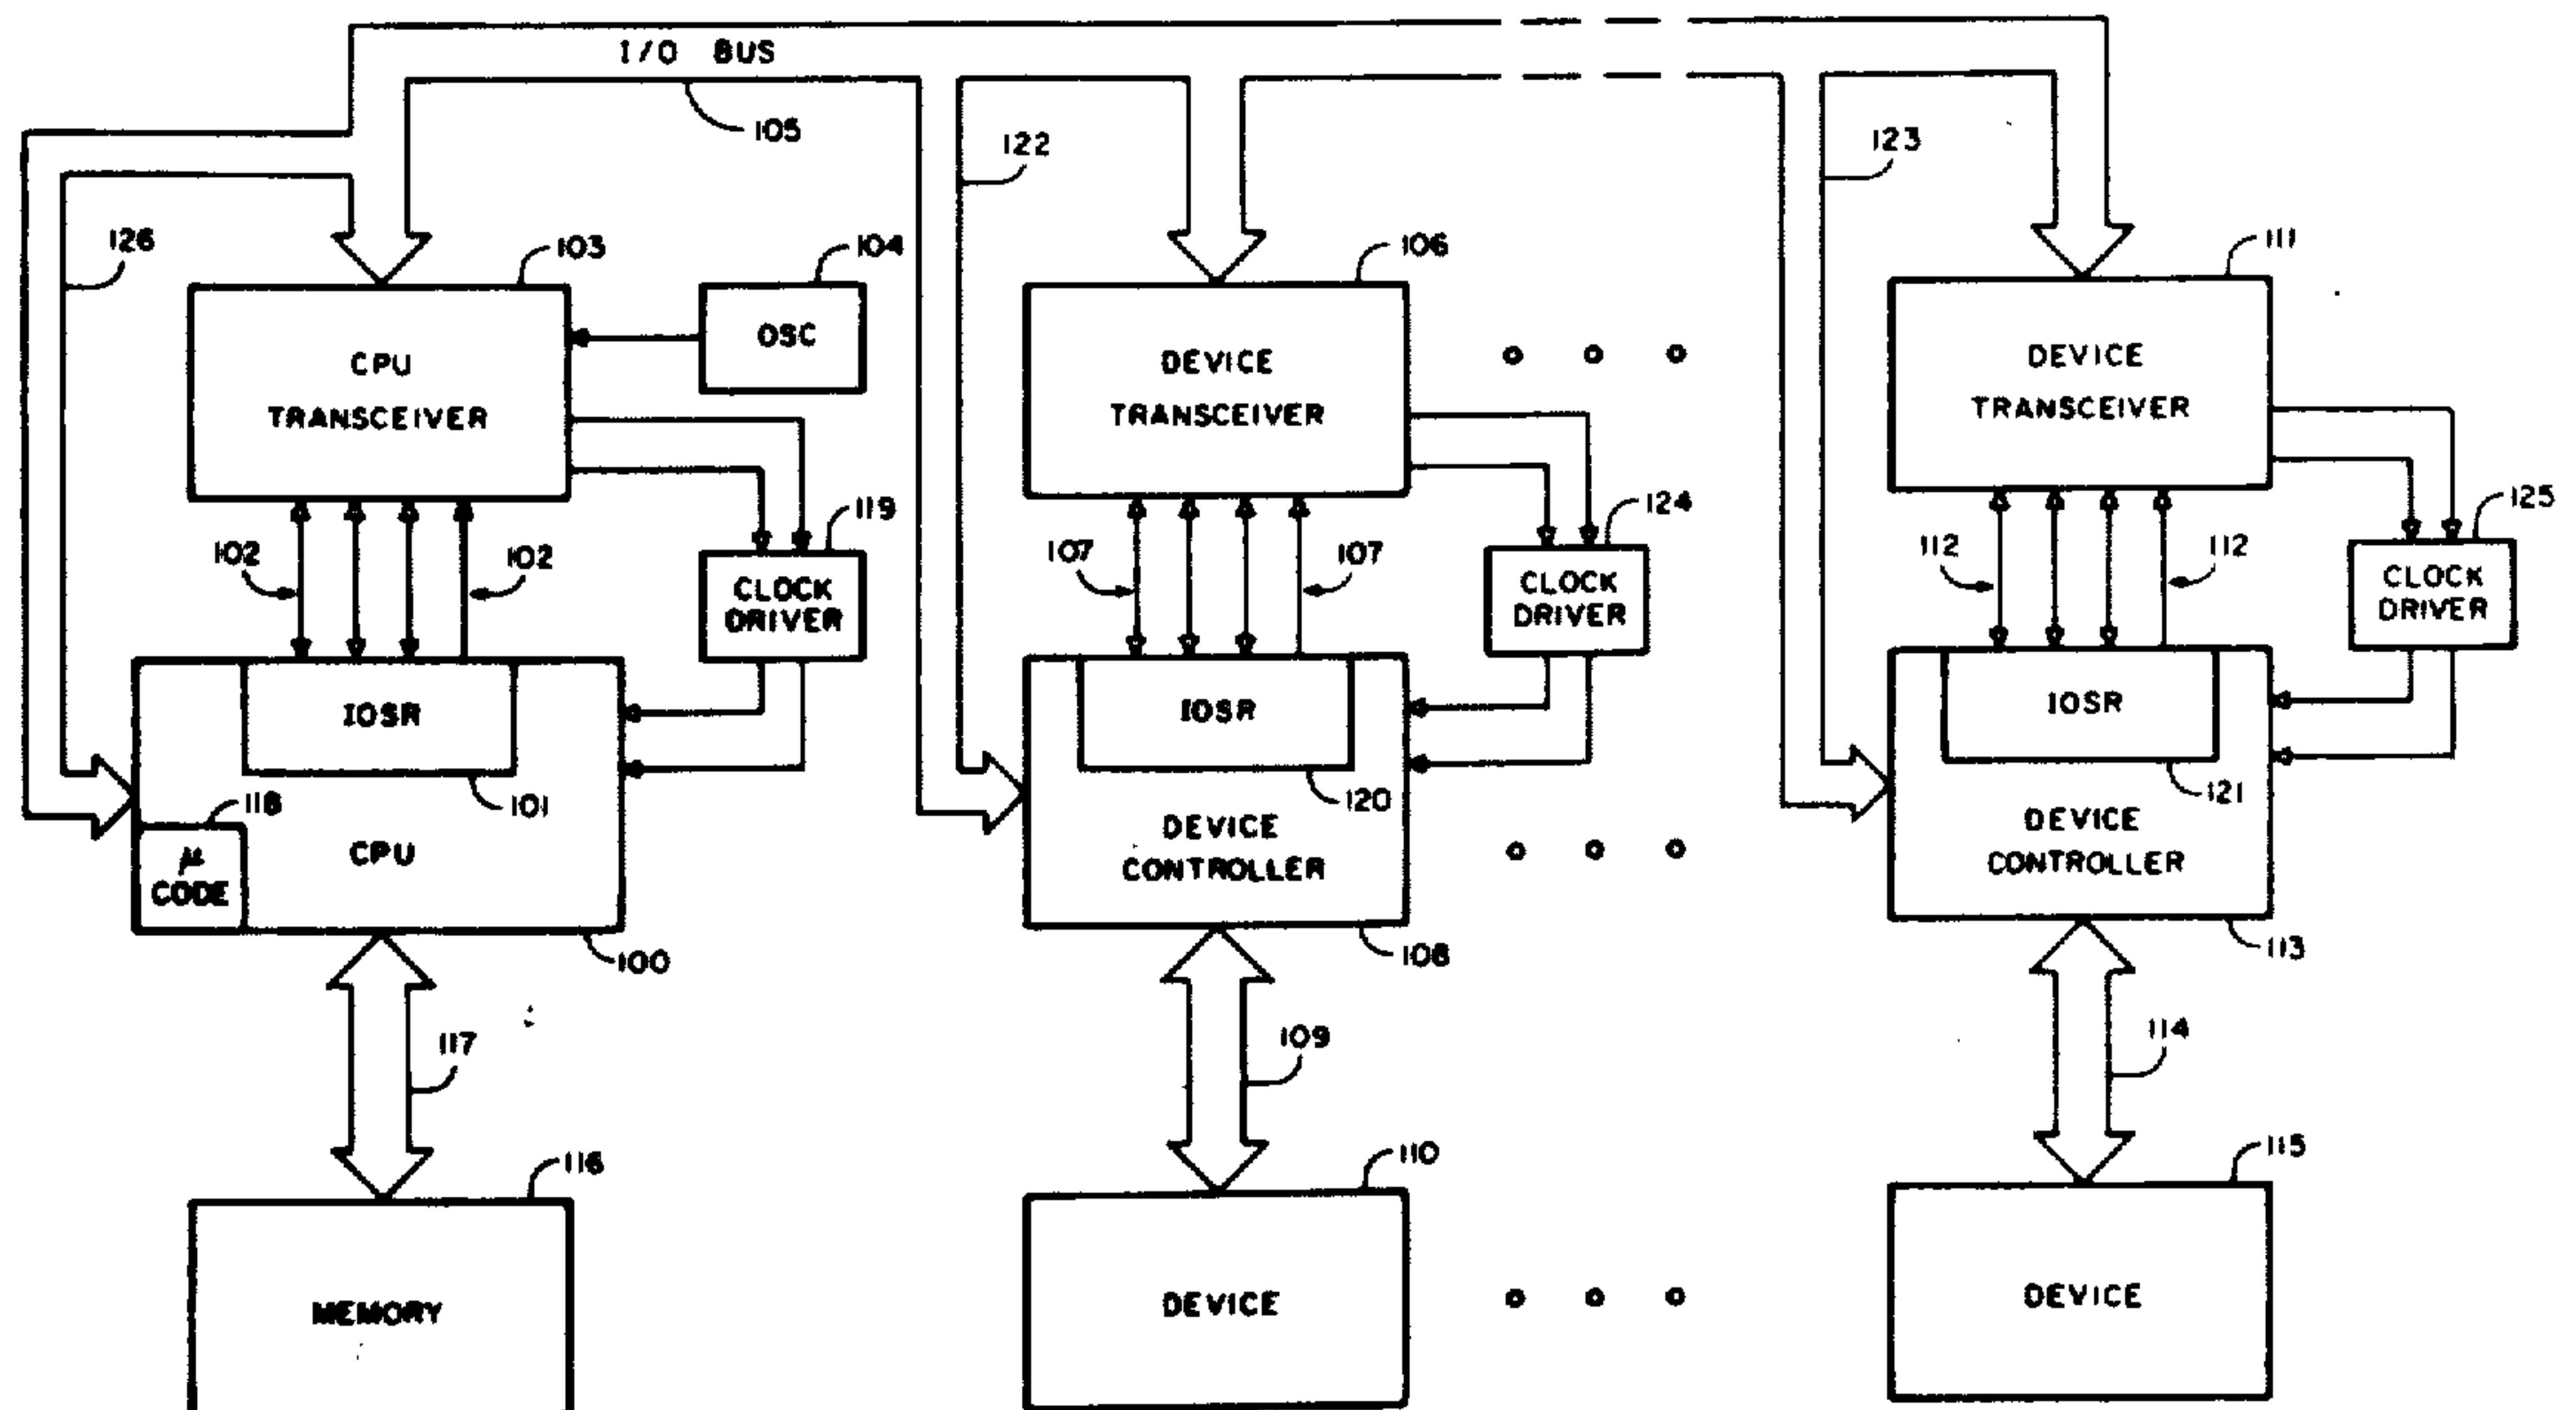 I/O BUS
105
122
123
126
103
104
106
111
CPU
TRANSCEIVER
OSC
DEVICE
TRANSCEIVER
DEVICE
TRANSCEIVER
119
124
125
102
102
107
107
112
112
CLOCK
DRIVER
CLOCK
DRIVER
CLOCK
DRIVER
IOSR
IOSR
IOSR
118
101
120
121
μ
CODE
CPU
DEVICE
CONTROLLER
DEVICE
CONTROLLER
100
108
113
117
109
114
116
110
115
MEMORY
DEVICE
DEVICE